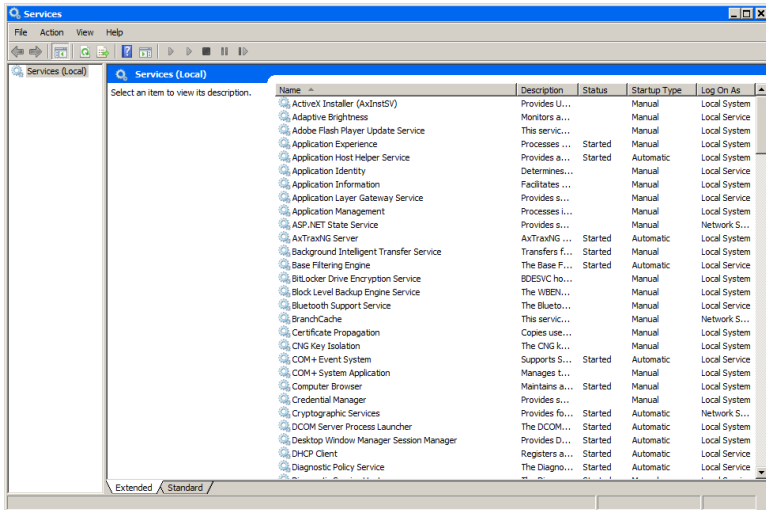 Services
File Action View Help
Services (Local)
Services (Local)
Select an item to view its description.
Name Description Status Startup Type Log On As
ActiveX Installer (AxInstSV) Provides U... Manual Local System
Adaptive Brightness Monitors a... Manual Local Service
Adobe Flash Player Update Service This servic... Manual Local System
Application Experience Processes ... Started Manual Local System
Application Host Helper Service Provides a... Started Automatic Local System
Application Identity Determines... Manual Local Service
Application Information Facilitates ... Manual Local System
Application Layer Gateway Service Provides s... Manual Local Service
Application Management Processes i... Manual Local System
ASP.NET State Service Provides s... Manual Network S...
AxTraxNG Server AxTraxNG ... Started Automatic Local System
Background Intelligent Transfer Service Transfers f... Started Manual Local System
Base Filtering Engine The Base F... Started Automatic Local Service
BitLocker Drive Encryption Service BDESVC ho... Manual Local System
Block Level Backup Engine Service The WBEN... Manual Local System
Bluetooth Support Service The Blueto... Manual Local Service
BranchCache This servic... Manual Network S...
Certificate Propagation Copies use... Manual Local System
CNG Key Isolation The CNG k... Manual Local System
COM+ Event System Supports S... Started Automatic Local Service
COM+ System Application Manages t... Manual Local System
Computer Browser Maintains a... Started Manual Local System
Credential Manager Provides s... Manual Local System
Cryptographic Services Provides fo... Started Automatic Network S...
DCOM Server Process Launcher The DCOM... Started Automatic Local System
Desktop Window Manager Session Manager Provides D... Started Automatic Local System
DHCP Client Registers a... Started Automatic Local Service
Diagnostic Policy Service The Diagno... Started Automatic Local Service
Extended Standard